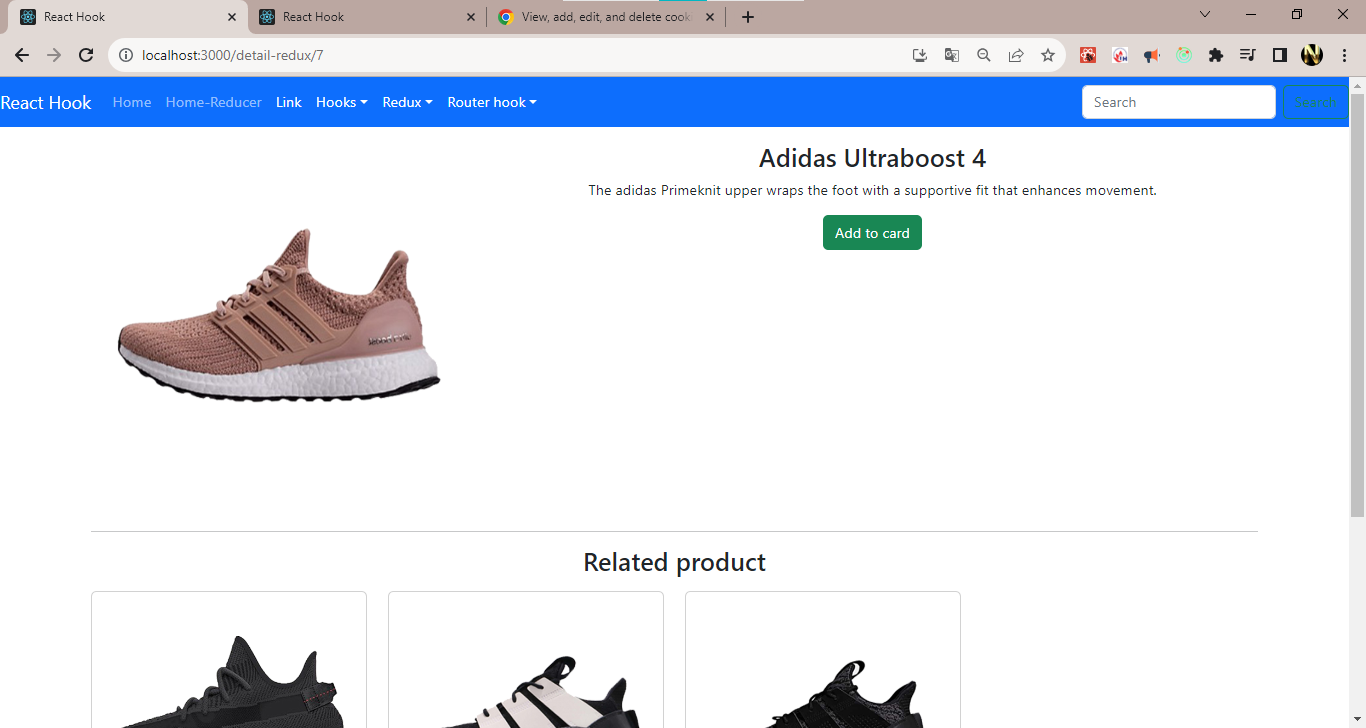 React Hook
React Hook
View, add, edit, and delete cook
localhost:3000/detail-redux/7
React Hook Home Home-Reducer Link Hooks Redux Router hook Search Search
Adidas Ultraboost 4
The adidas Primeknit upper wraps the foot with a supportive fit that enhances movement.
Add to card
Related product